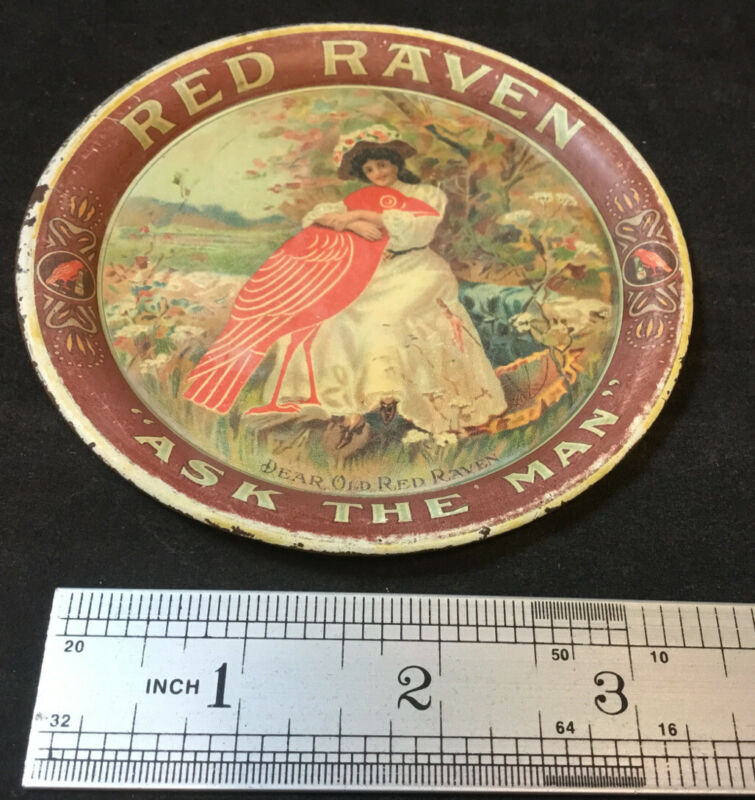 RED RAVEN
DEAR OLD RED RAVEN
"ASK THE MAN"
20 50 10
INCH 1 2 3
32 64 16